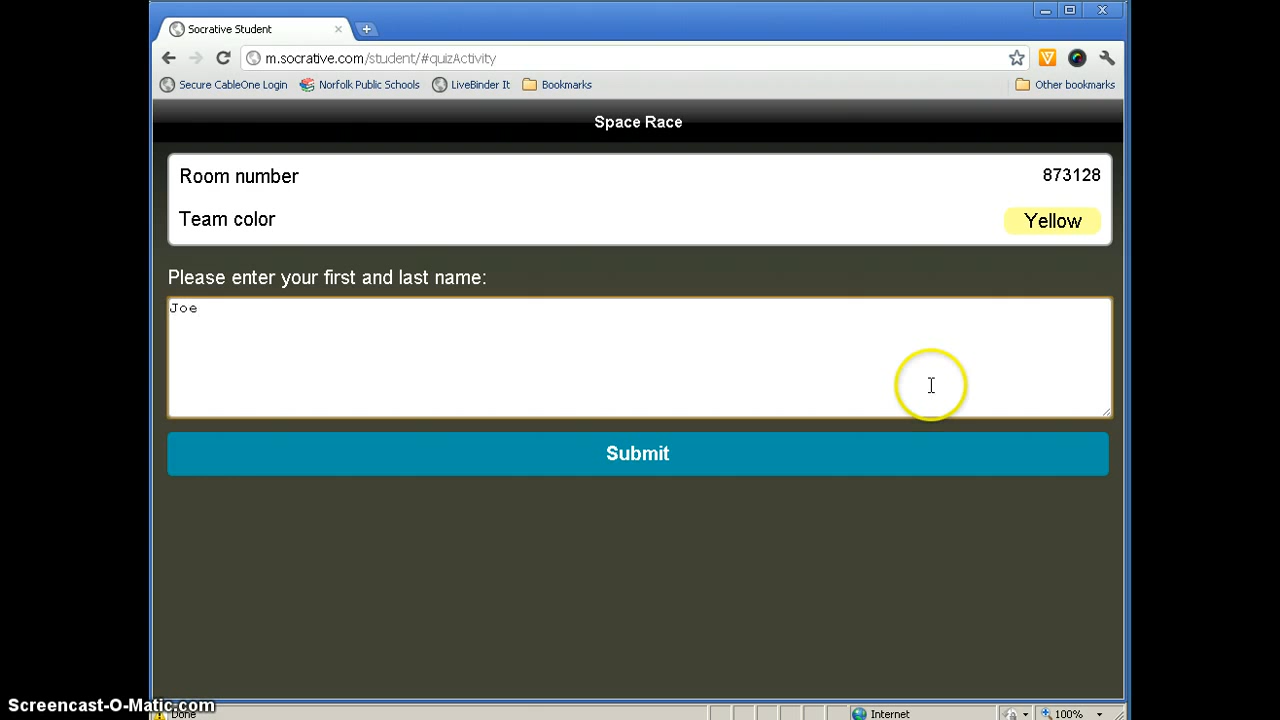 Socrative Student
m.socrative.com/student/#quizActivity
Secure CableOne Login Norfolk Public Schools LiveBinder It Bookmarks Other bookmarks
Space Race
Room number 873128
Team color Yellow
Please enter your first and last name:
Joe
Submit
Screencast-O-Matic.com
Done Internet 100%